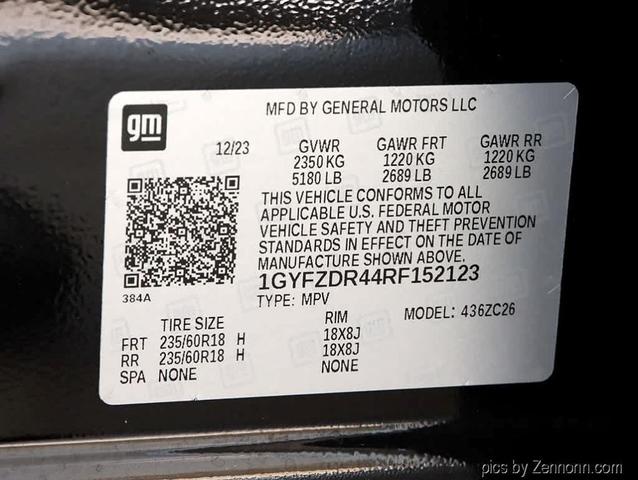 gm
MFD BY GENERAL MOTORS LLC
12/23 GVWR GAWR FRT GAWR RR
2350 KG 1220 KG 1220 KG
5180 LB 2689 LB 2689 LB
THIS VEHICLE CONFORMS TO ALL
APPLICABLE U.S. FEDERAL MOTOR
VEHICLE SAFETY AND THEFT PREVENTION
STANDARDS IN EFFECT ON THE DATE OF
MANUFACTURE SHOWN ABOVE.
384A
1GYFZDR44RF152123
TYPE: MPV MODEL: 436ZC26
TIRE SIZE RIM
FRT 235/60R18 H 18X8J
RR 235/60R18 H 18X8J
SPA NONE NONE
pics by Zennonn.com